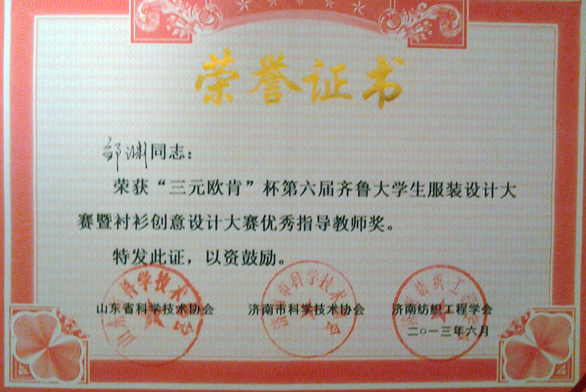 荣誉证书
邹渊同志：
荣获“三元欧肯”杯第六届齐鲁大学生服装设计大
赛暨衬衫创意设计大赛优秀指导教师奖。
特发此证，以资鼓励。
山东省科学技术协会 济南市科学技术协会 济南纺织工程学会
二〇一三年六月